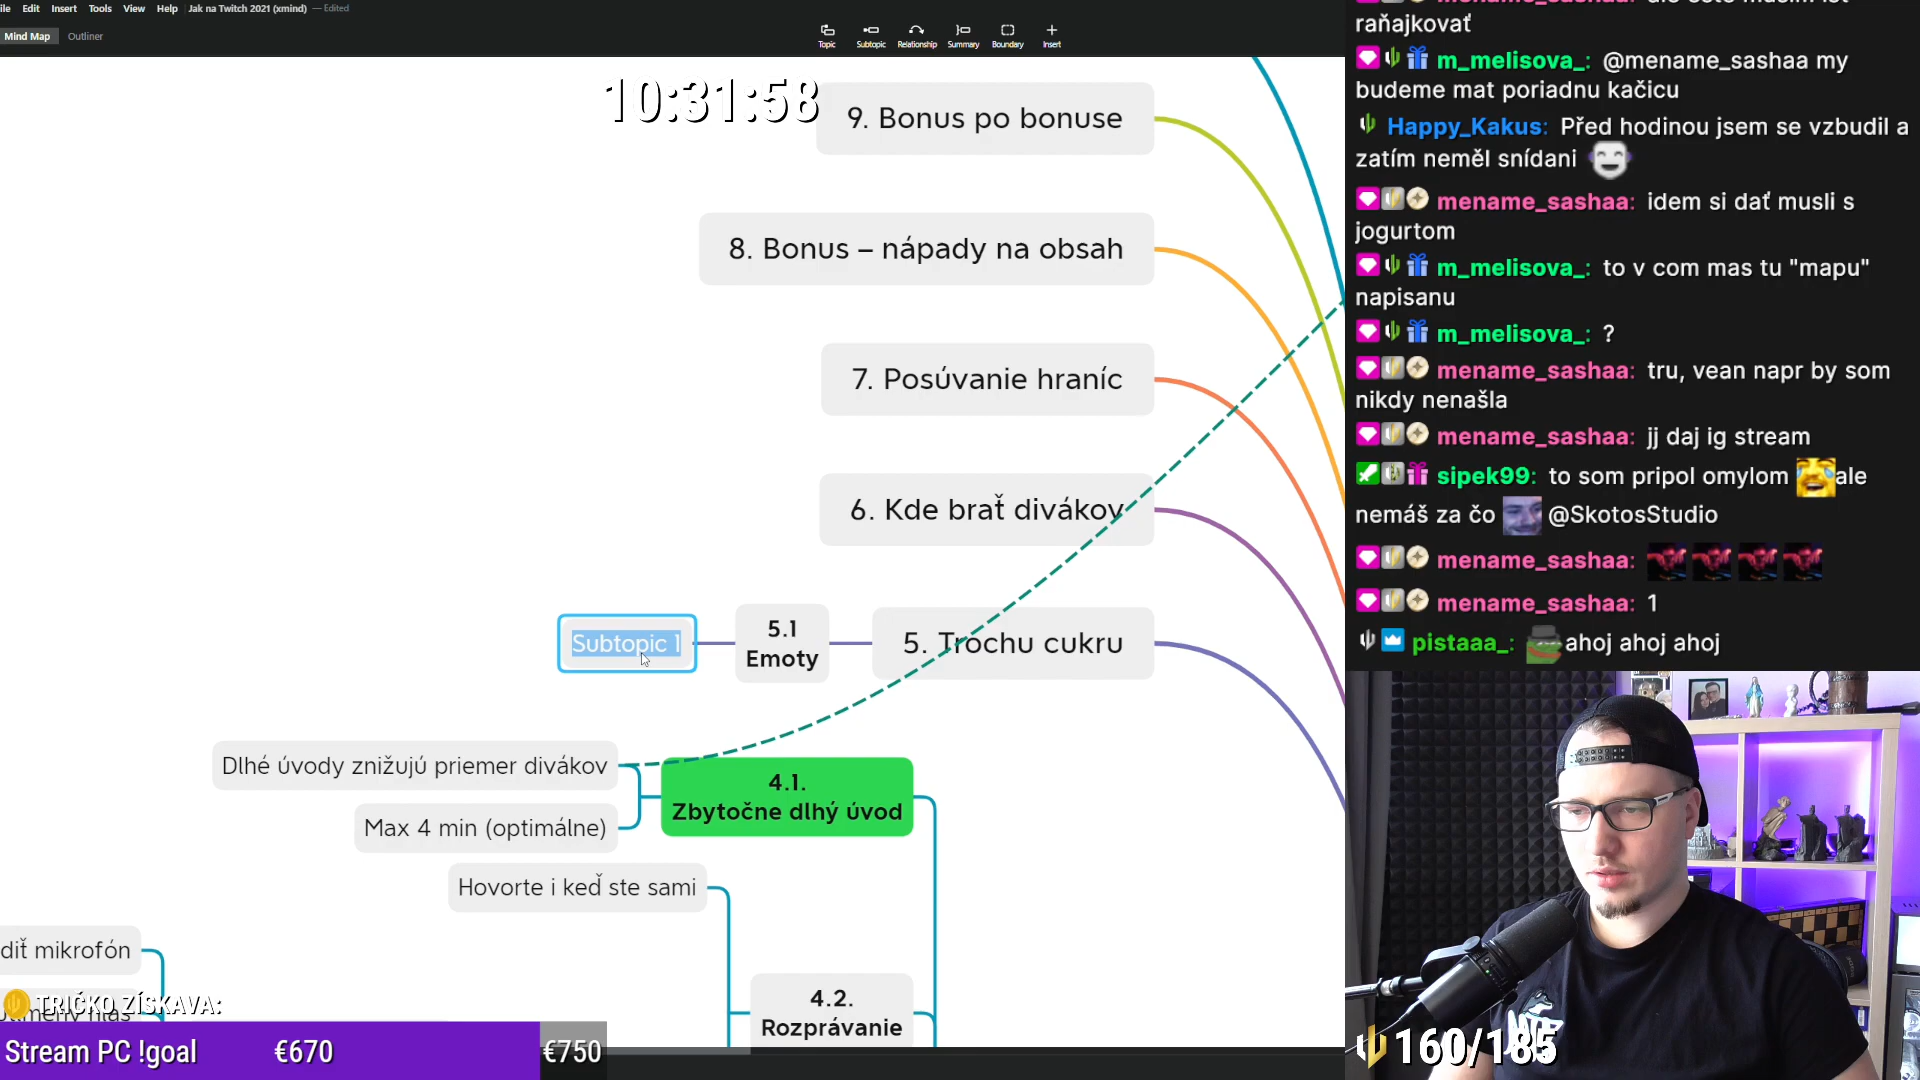 ile Edit Insert Tools View Help Jak na Twitch 2021 (xmind) — Edited
Mind Map Outliner
Topic Subtopic Relationship Summary Boundary Insert
10:31:58
9. Bonus po bonuse
8. Bonus – nápady na obsah
7. Posúvanie hraníc
6. Kde brať divákov
5. Trochu cukru
5.1
Emoty
Subtopic 1
Dlhé úvody znižujú priemer divákov
Max 4 min (optimálne)
4.1.
Zbytočne dlhý úvod
Hovorte i keď ste sami
4.2.
Rozprávanie
diť mikrofón
TRIČKO ZÍSKAVA:
Stream PC !goal €670 €750
raňajkovať
m_melisova_: @mename_sashaa my
budeme mat poriadnu kačicu
Happy_Kakus: Před hodinou jsem se vzbudil a
zatím neměl snídani
mename_sashaa: idem si dať musli s
jogurtom
m_melisova_: to v com mas tu "mapu"
napisanu
m_melisova_: ?
mename_sashaa: tru, vean napr by som
nikdy nenašla
mename_sashaa: jj daj ig stream
sipek99: to som pripol omylom ale
nemáš za čo @SkotosStudio
mename_sashaa:
mename_sashaa: 1
pistaaa_: ahoj ahoj ahoj
160/185